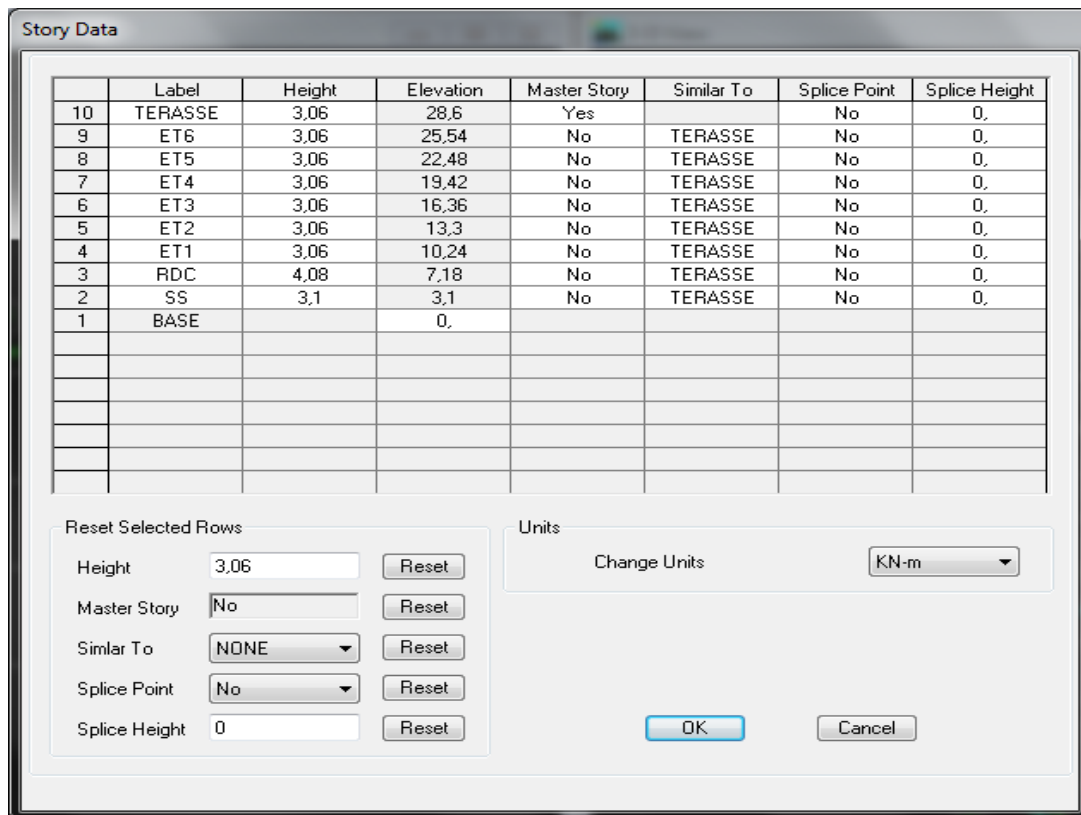 Story Data
Label Height Elevation Master Story Similar To Splice Point Splice Height
10 TERASSE 3,06 28,6 Yes No 0,
9 ET6 3,06 25,54 No TERASSE No 0,
8 ET5 3,06 22,48 No TERASSE No 0,
7 ET4 3,06 19,42 No TERASSE No 0,
6 ET3 3,06 16,36 No TERASSE No 0,
5 ET2 3,06 13,3 No TERASSE No 0,
4 ET1 3,06 10,24 No TERASSE No 0,
3 RDC 4,08 7,18 No TERASSE No 0,
2 SS 3,1 3,1 No TERASSE No 0,
1 BASE 0,
Reset Selected Rows
Height 3,06 Reset
Master Story No Reset
Simlar To NONE Reset
Splice Point No Reset
Splice Height 0 Reset
Units
Change Units KN-m
OK Cancel